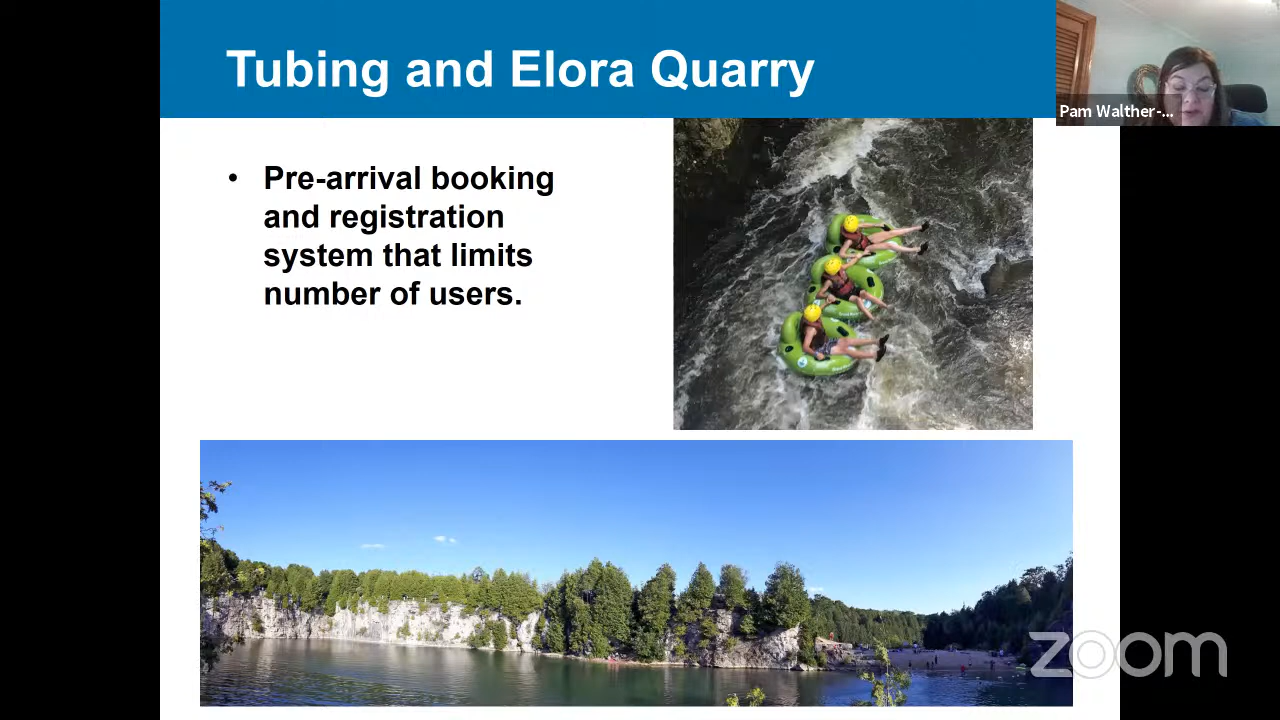 Tubing and Elora Quarry
Pam Walther-...
• Pre-arrival booking
and registration
system that limits
number of users.
zoom